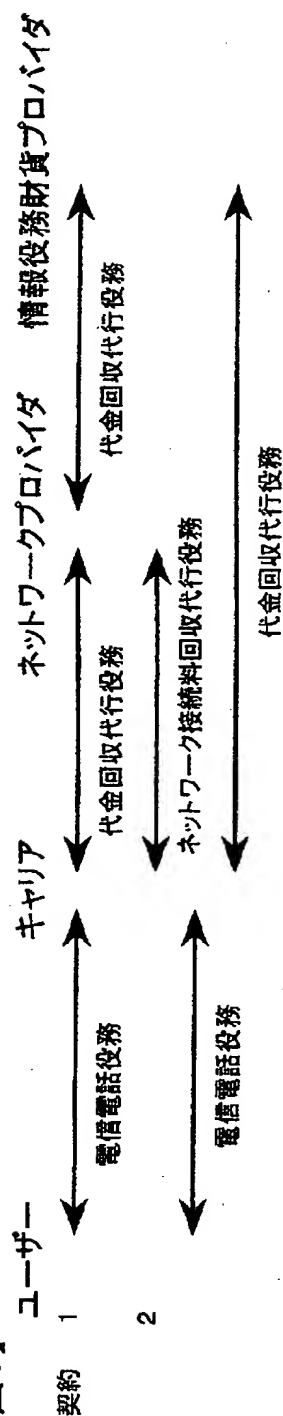 ユーザー
キャリア
ネットワークプロバイダ
情報役務財貨プロバイダ
契約
1
電信電話役務
代金回収代行役務
代金回収代行役務
2
電信電話役務
ネットワーク接続料回収代行役務
代金回収代行役務